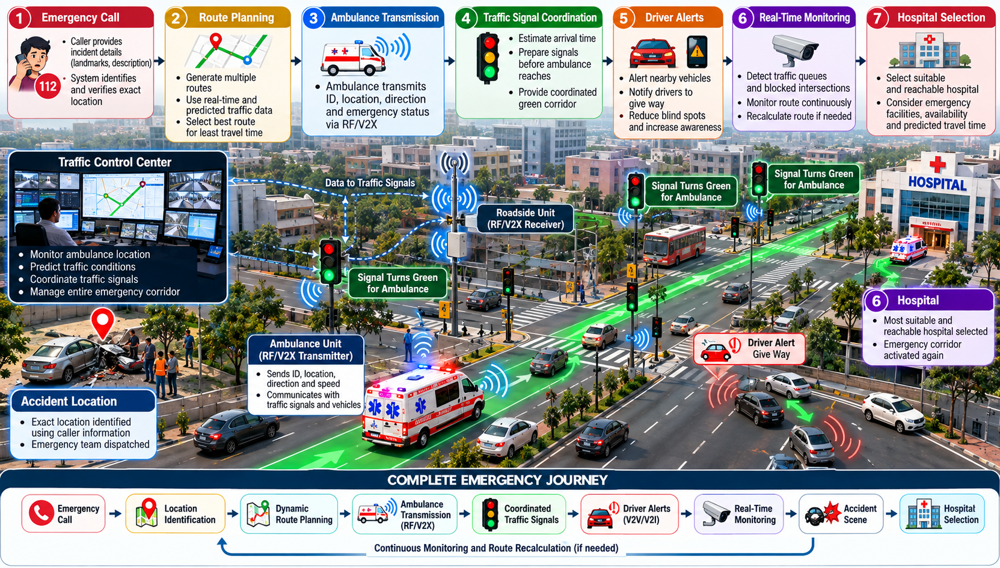 1 Emergency Call
• Caller provides
incident details
(landmarks, description)
112
• System identifies
and verifies exact
location
2 Route Planning
• Generate multiple
routes
• Use real-time and
predicted traffic data
• Select best route
for least travel time
3 Ambulance Transmission
• Ambulance transmits
ID, location, direction
and emergency status
via RF/V2X
4 Traffic Signal Coordination
• Estimate arrival time
• Prepare signals
before ambulance
reaches
• Provide coordinated
green corridor
5 Driver Alerts
• Alert nearby vehicles
• Notify drivers to
give way
• Reduce blind spots
and increase awareness
6 Real-Time Monitoring
• Detect traffic queues
and blocked intersections
• Monitor route continuously
• Recalculate route if needed
7 Hospital Selection
• Select suitable
and reachable hospital
• Consider emergency
facilities, availability
and predicted travel time
Traffic Control Center
• Monitor ambulance location
• Predict traffic conditions
• Coordinate traffic signals
• Manage entire emergency corridor
Data to Traffic Signals
Roadside Unit
(RF/V2X Receiver)
Signal Turns Green
for Ambulance
Signal Turns Green
for Ambulance
Signal Turns Green
for Ambulance
HOSPITAL
6 Hospital
• Most suitable and
reachable hospital selected
• Emergency corridor
activated again
Driver Alert
Give Way
Ambulance Unit
(RF/V2X Transmitter)
• Sends ID, location,
direction and speed
• Communicates with
traffic signals and vehicles
Accident Location
• Exact location identified
using caller information
• Emergency team dispatched
COMPLETE EMERGENCY JOURNEY
Emergency
Call
Location
Identification
Dynamic
Route Planning
Ambulance
Transmission
(RF/V2X)
Coordinated
Traffic Signals
Driver Alerts
(V2V/V2I)
Real-Time
Monitoring
Accident
Scene
Hospital
Selection
Continuous Monitoring and Route Recalculation (if needed)